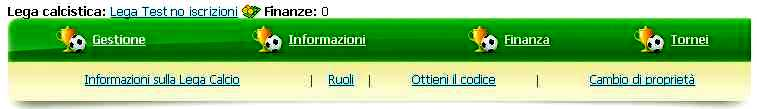 Lega calcistica: Lega Test no iscrizioni Finanze: 0
Gestione Informazioni Finanza Tornei
Informazioni sulla Lega Calcio | Ruoli | Ottieni il codice | Cambio di proprietà